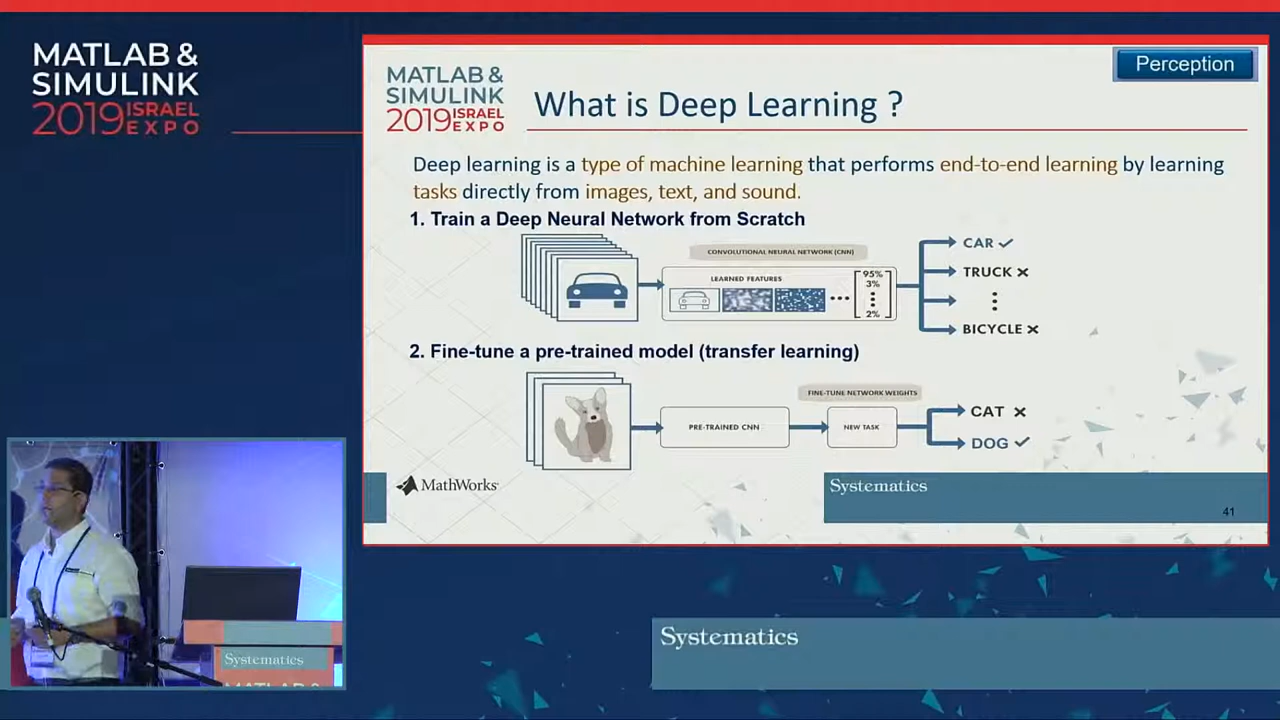 MATLAB &
SIMULINK
2019 ISRAEL
EXPO
Perception
MATLAB &
SIMULINK
2019 ISRAEL
EXPO
What is Deep Learning ?
Deep learning is a type of machine learning that performs end-to-end learning by learning
tasks directly from images, text, and sound.
1. Train a Deep Neural Network from Scratch
CONVOLUTIONAL NEURAL NETWORK (CNN)
LEARNED FEATURES
95%
3%
2%
CAR ✓
TRUCK ×
BICYCLE ×
2. Fine-tune a pre-trained model (transfer learning)
FINE-TUNE NETWORK WEIGHTS
PRE-TRAINED CNN
NEW TASK
CAT ×
DOG ✓
MathWorks
Systematics
41
Systematics
Systematics
MATLAB &